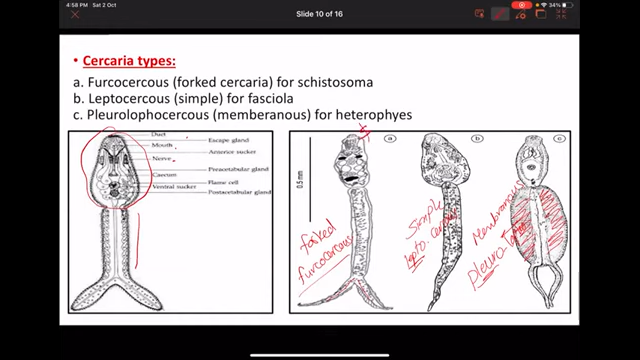 4:58 PM Sat 2 Oct
Slide 10 of 16
34%
• Cercaria types:
a. Furcocercous (forked cercaria) for schistosoma
b. Leptocercous (simple) for fasciola
c. Pleurolophocercous (memberanous) for heterophyes
Duct
Escape gland
Mouth
Anterior sucker
Nerve
Preacetabular gland
Caecum
Flame cell
Ventral sucker
Postacetabular gland
0.5 mm
a
b
c
forked
furcocercous
Simple
lepto. cercous
Membranous
pleuro